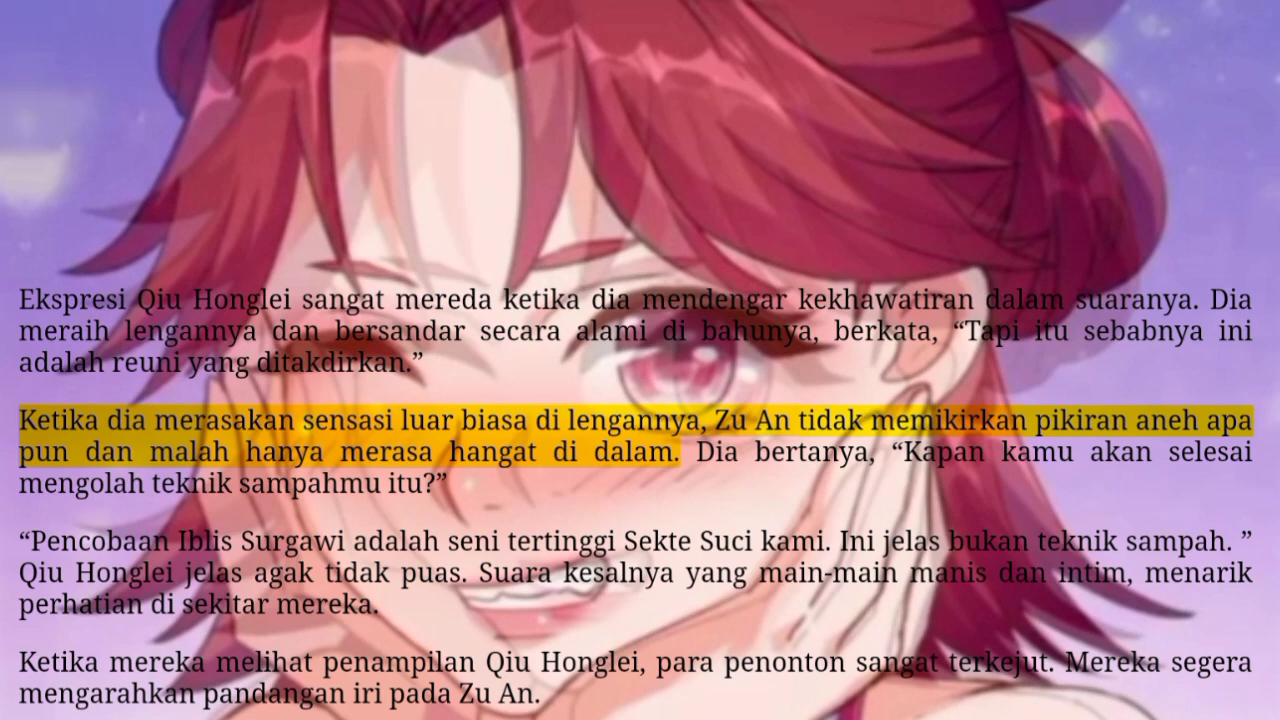 Ekspresi Qiu Honglei sangat mereda ketika dia mendengar kekhawatiran dalam suaranya. Dia
meraih lengannya dan bersandar secara alami di bahunya, berkata, “Tapi itu sebabnya ini
adalah reuni yang ditakdirkan.”
Ketika dia merasakan sensasi luar biasa di lengannya, Zu An tidak memikirkan pikiran aneh apa
pun dan malah hanya merasa hangat di dalam. Dia bertanya, “Kapan kamu akan selesai
mengolah teknik sampahmu itu?”
“Pencobaan Iblis Surgawi adalah seni tertinggi Sekte Suci kami. Ini jelas bukan teknik sampah. ”
Qiu Honglei jelas agak tidak puas. Suara kesalnya yang main-main manis dan intim, menarik
perhatian di sekitar mereka.
Ketika mereka melihat penampilan Qiu Honglei, para penonton sangat terkejut. Mereka segera
mengarahkan pandangan iri pada Zu An.